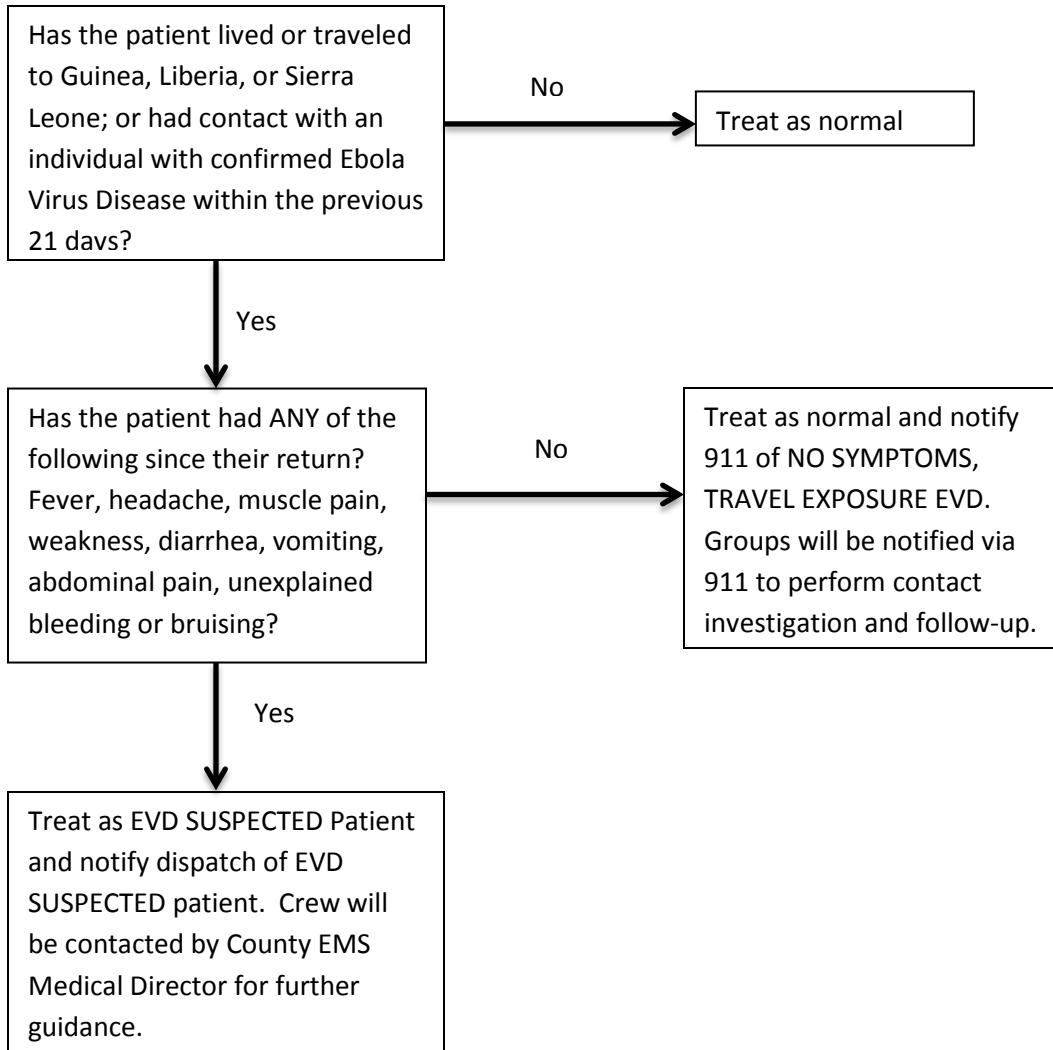 Has the patient lived or traveled
to Guinea, Liberia, or Sierra
Leone; or had contact with an
individual with confirmed Ebola
Virus Disease within the previous
21 days?
No
Treat as normal
Yes
Has the patient had ANY of the
following since their return?
Fever, headache, muscle pain,
weakness, diarrhea, vomiting,
abdominal pain, unexplained
bleeding or bruising?
No
Treat as normal and notify
911 of NO SYMPTOMS,
TRAVEL EXPOSURE EVD.
Groups will be notified via
911 to perform contact
investigation and follow-up.
Yes
Treat as EVD SUSPECTED Patient
and notify dispatch of EVD
SUSPECTED patient.  Crew will
be contacted by County EMS
Medical Director for further
guidance.